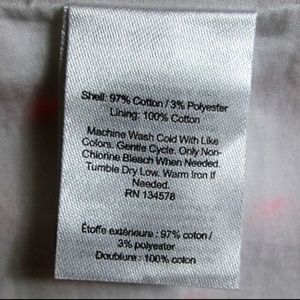 Shell: 97% Cotton / 3% Polyester
Lining: 100% Cotton
Machine Wash Cold With Like
Colors. Gentle Cycle. Only Non-
Chlorine Bleach When Needed.
Tumble Dry Low. Warm Iron If
Needed.
RN 134578
Étoffe extérieure : 97% coton /
3% polyester
Doublure : 100% coton